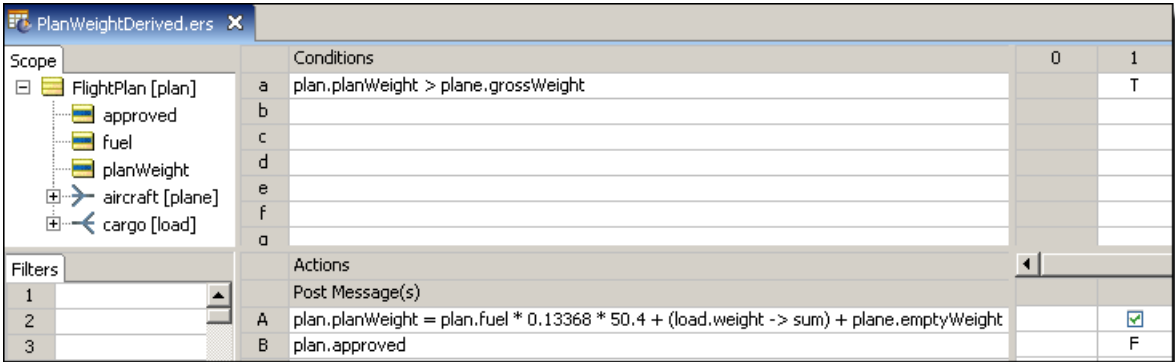 PlanWeightDerived.ers
Scope
Conditions 0 1
FlightPlan [plan]
approved
fuel
planWeight
aircraft [plane]
cargo [load]
a plan.planWeight > plane.grossWeight T
b
c
d
e
f
g
Filters
1
2
3
Actions
Post Message(s)
A plan.planWeight = plan.fuel * 0.13368 * 50.4 + (load.weight -> sum) + plane.emptyWeight
B plan.approved F